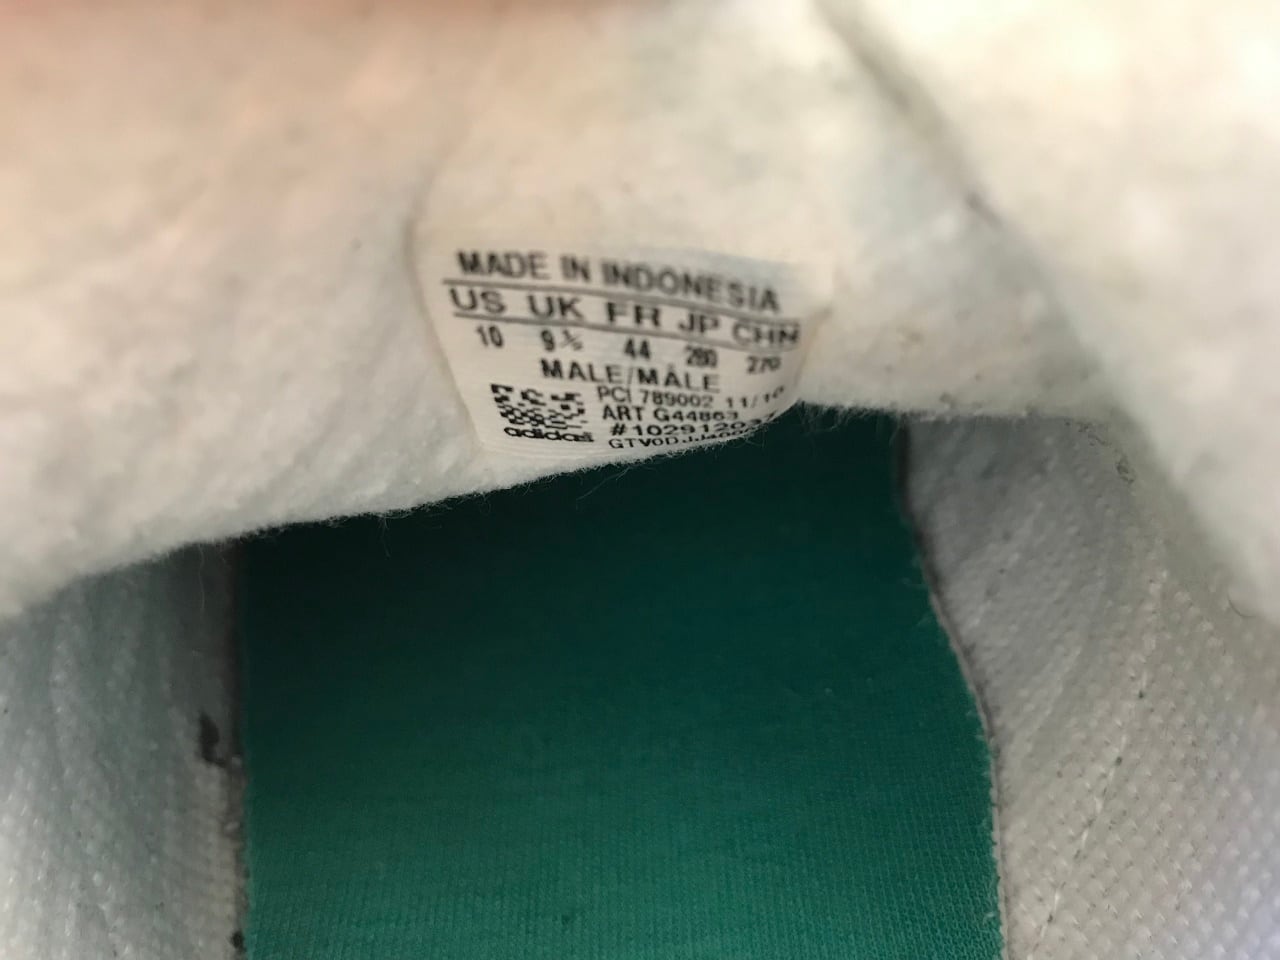 MADE IN INDONESIA
US UK FR JP CHN
10 9½ 44 280 270
MALE/MÂLE
PCI 789002 11/10
ART G44863
adidas